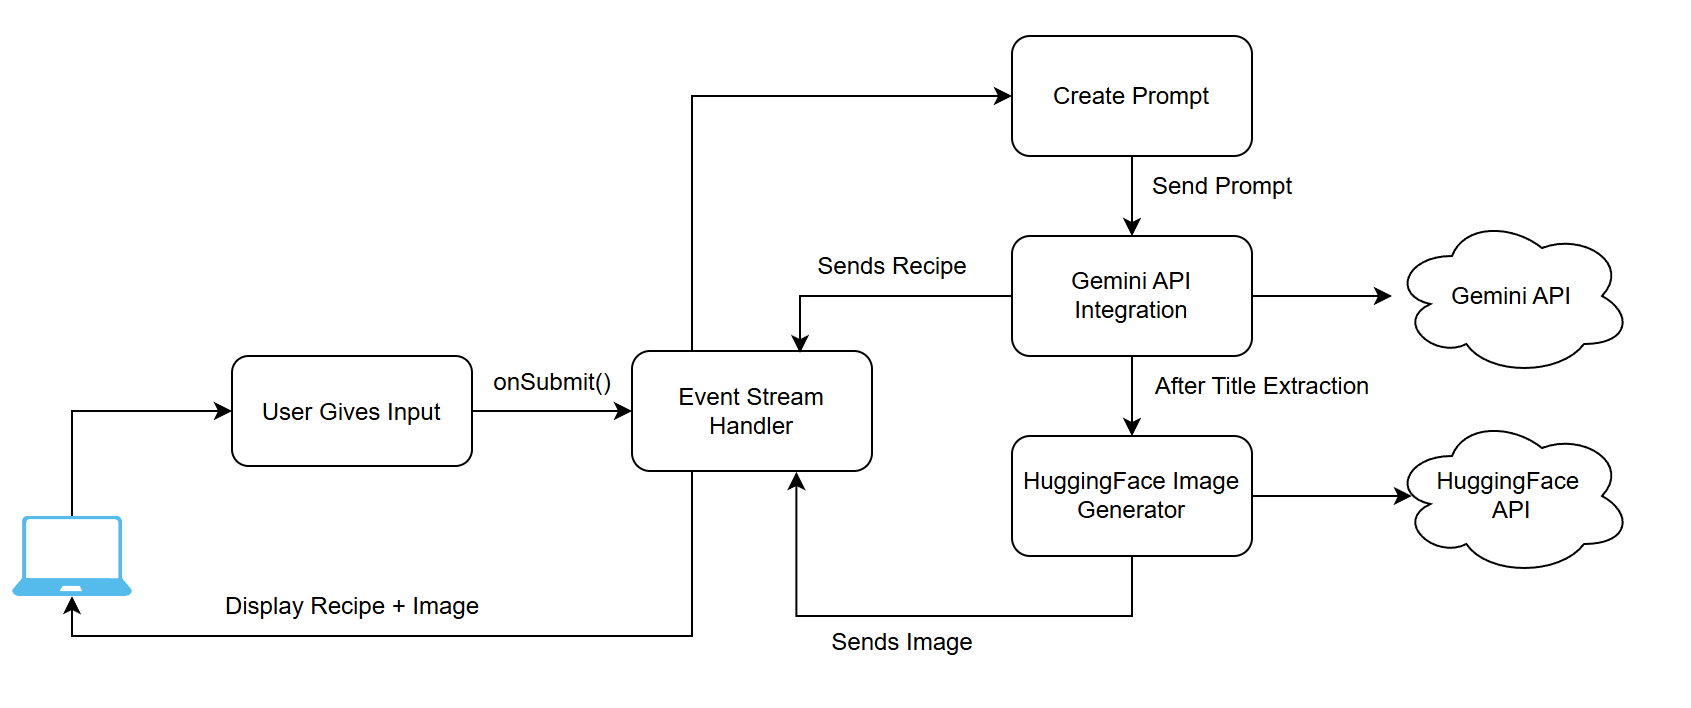 Create Prompt
Send Prompt
Sends Recipe
Gemini API
Integration
Gemini API
onSubmit()
User Gives Input
Event Stream
Handler
After Title Extraction
HuggingFace Image
Generator
HuggingFace
API
Display Recipe + Image
Sends Image